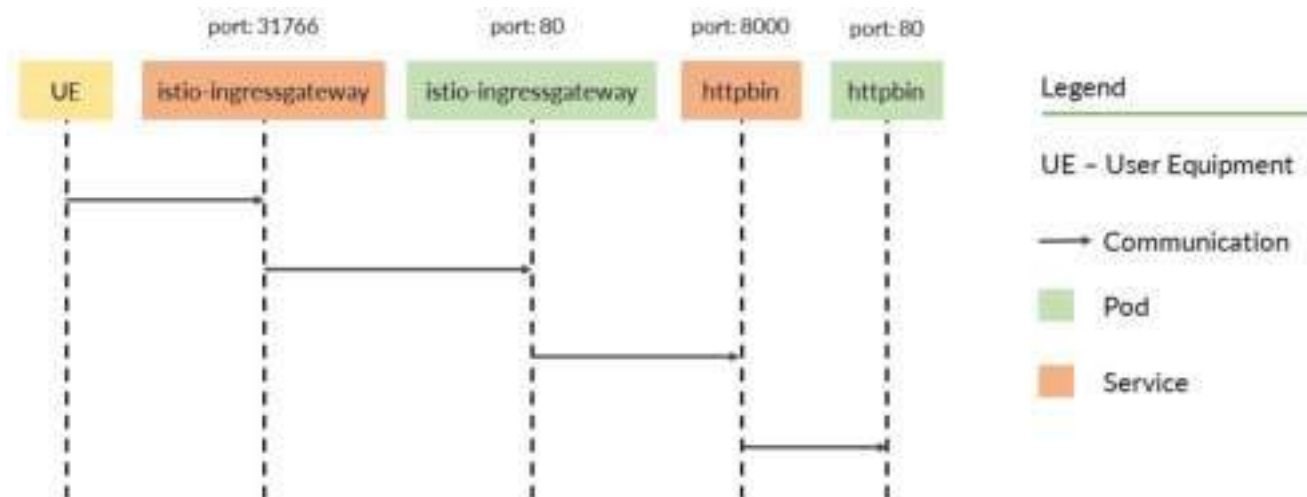 port: 31766
port: 80
port: 8000
port: 80
UE
istio-ingressgateway
istio-ingressgateway
httpbin
httpbin
Legend
UE – User Equipment
Communication
Pod
Service